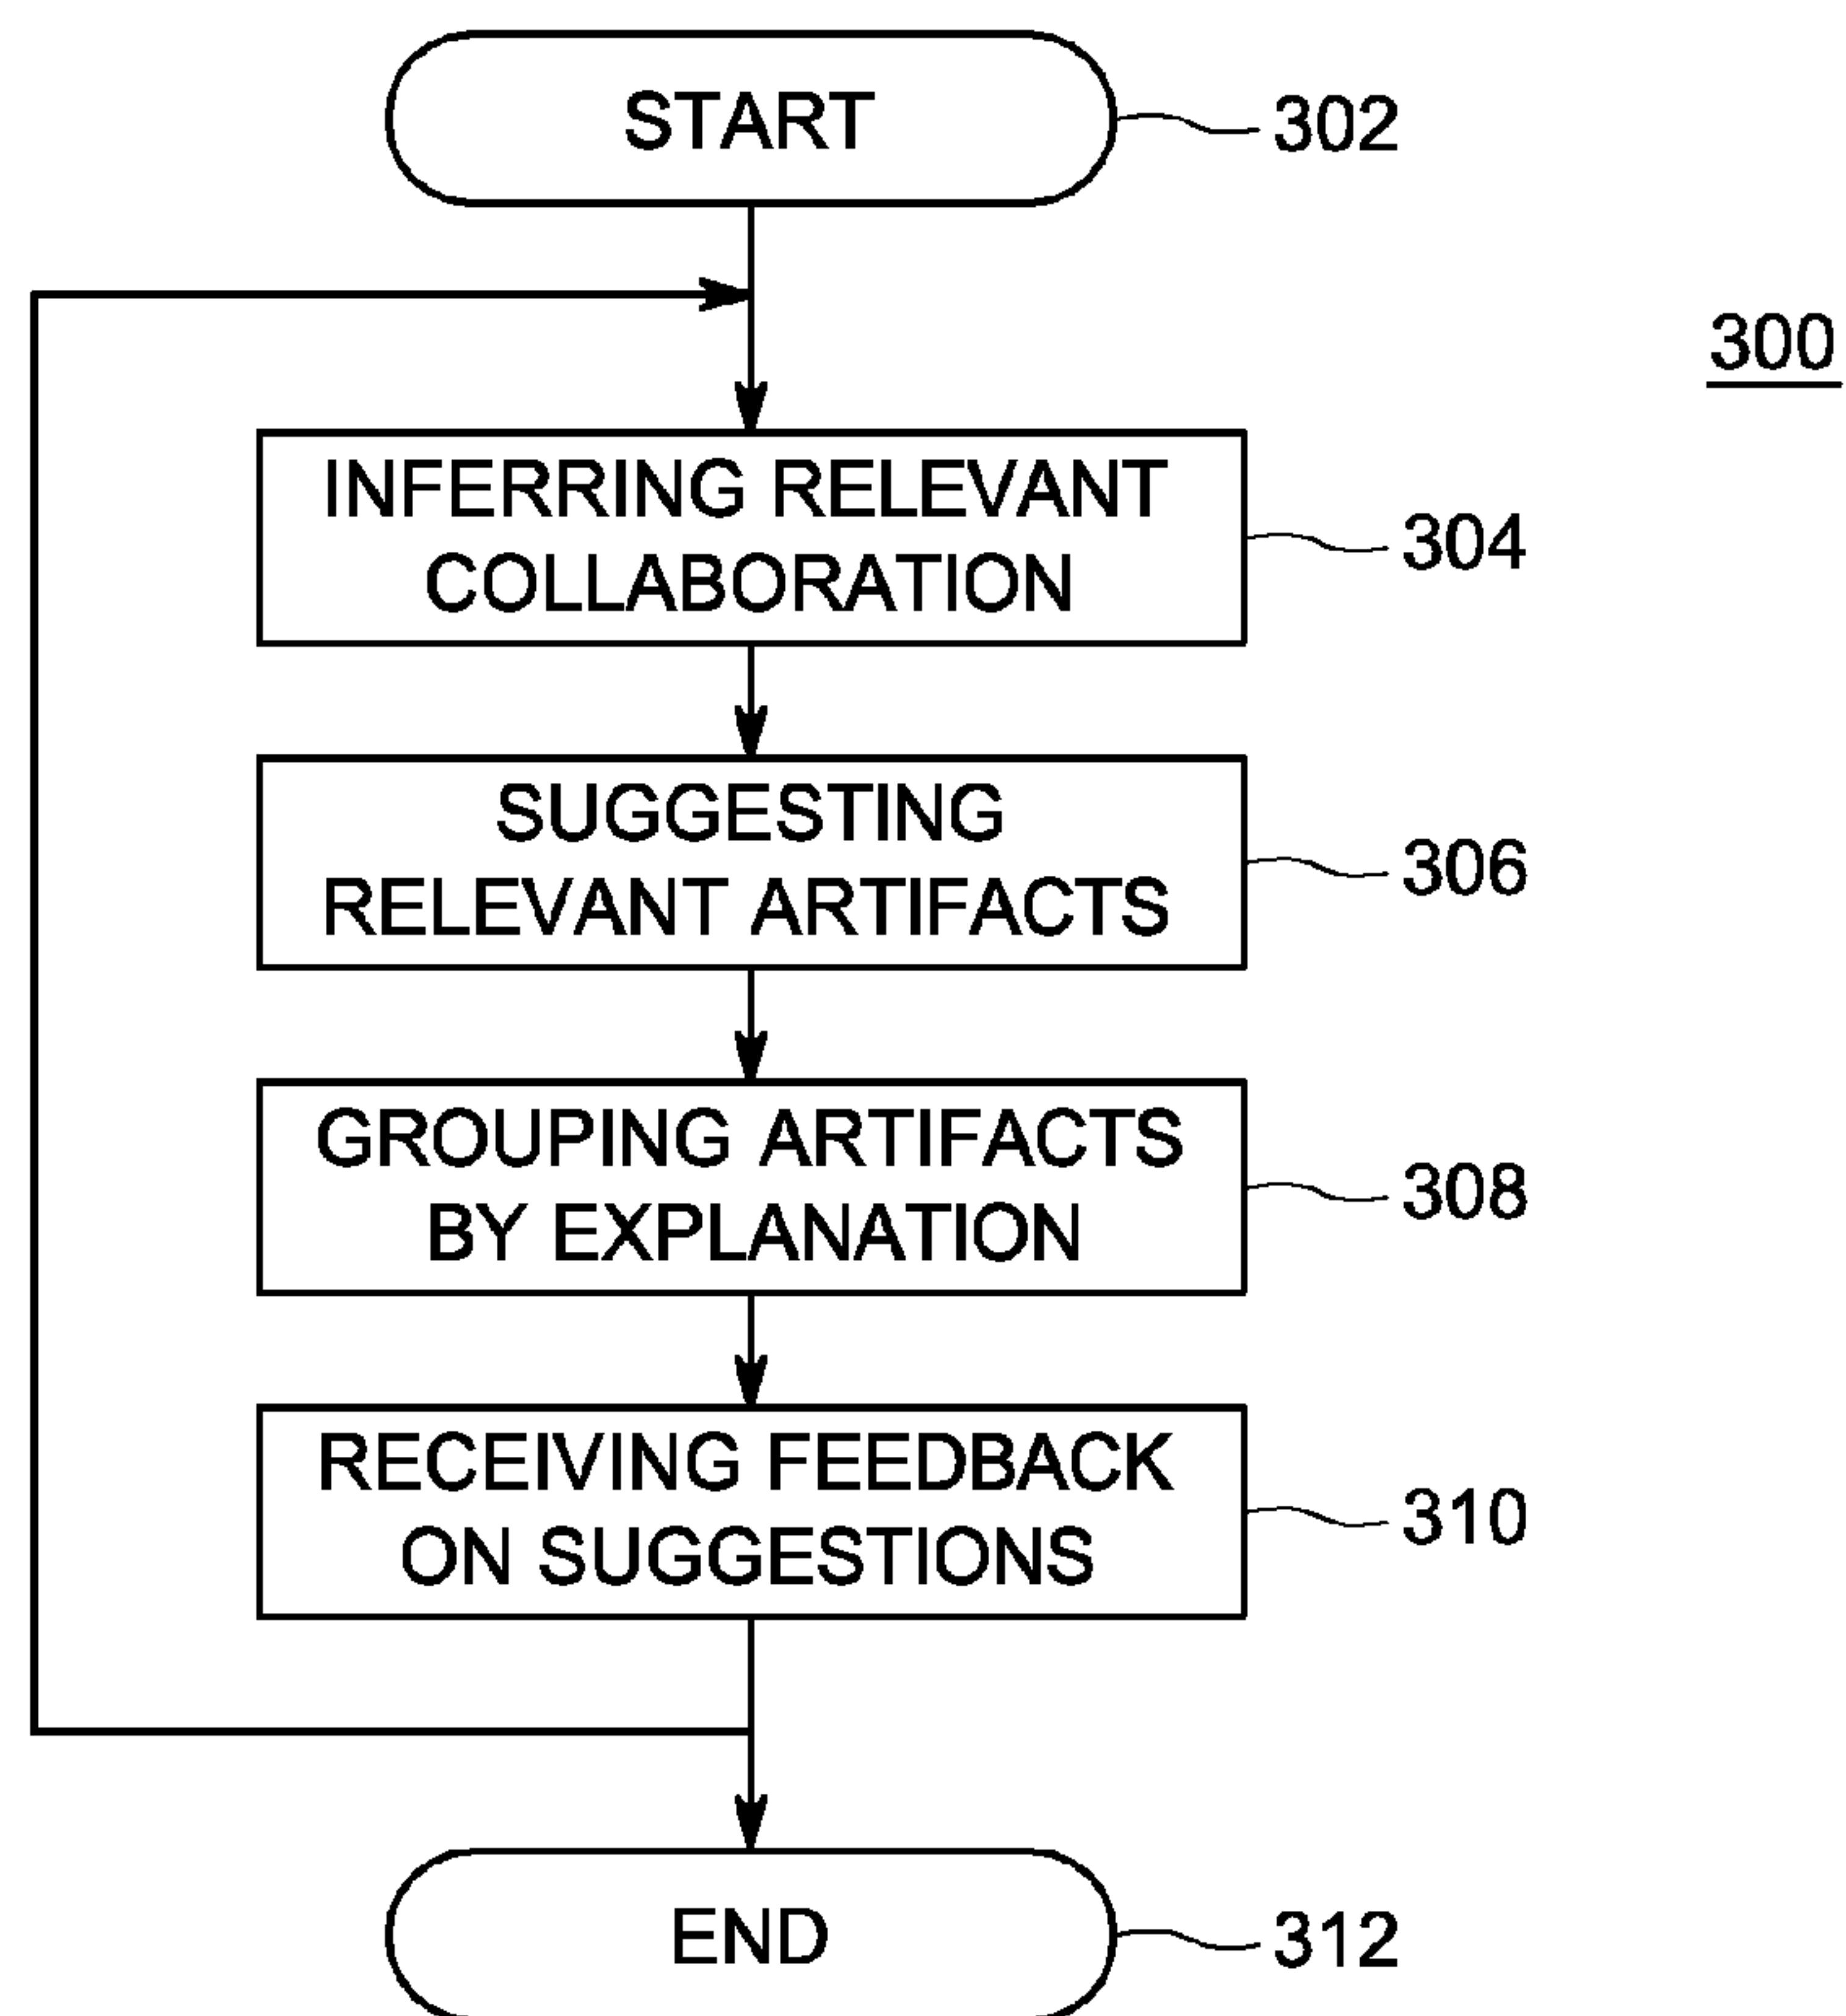 START
302
300
INFERRING RELEVANT
COLLABORATION
304
SUGGESTING
RELEVANT ARTIFACTS
306
GROUPING ARTIFACTS
BY EXPLANATION
308
RECEIVING FEEDBACK
ON SUGGESTIONS
310
END
312